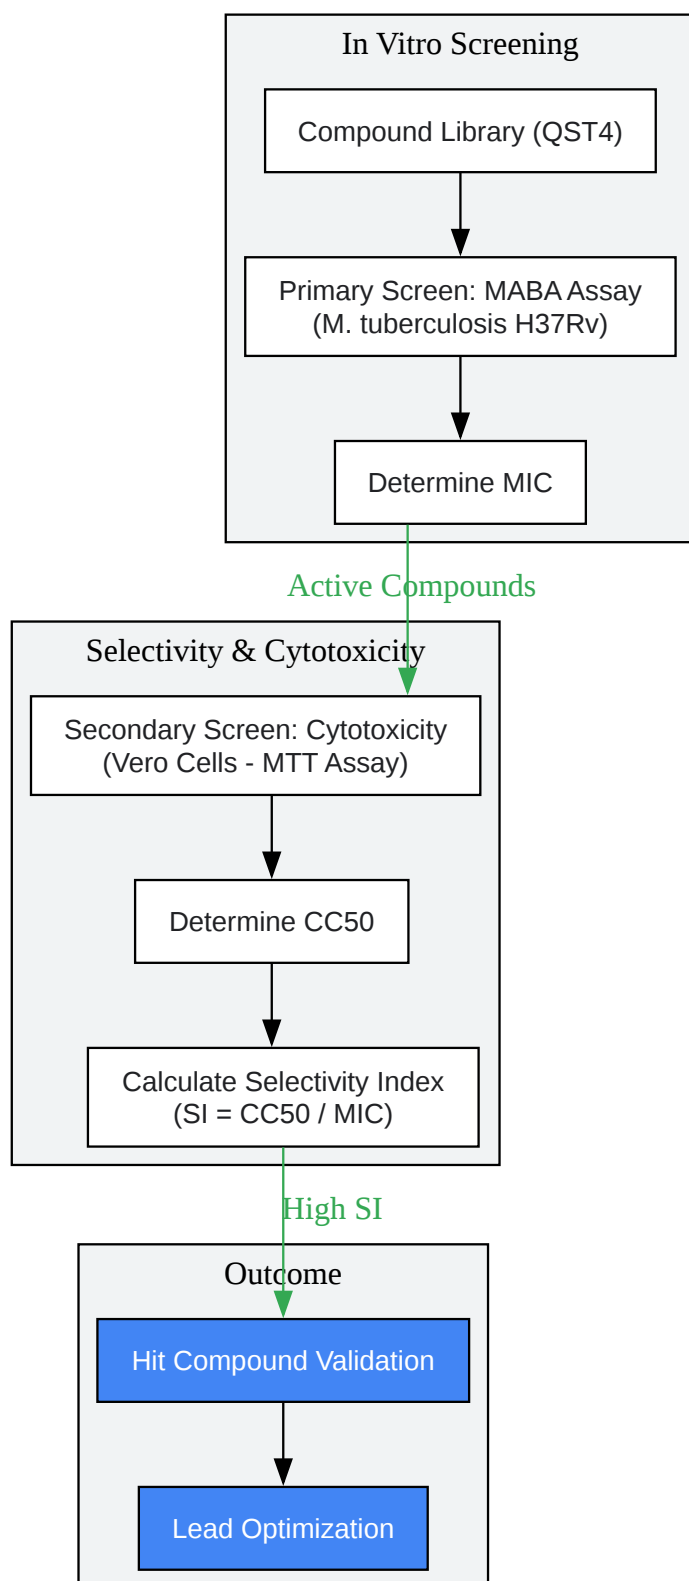 In Vitro Screening
Compound Library (QST4)
Primary Screen: MABA Assay
(M. tuberculosis H37Rv)
Determine MIC
Active Compounds
Selectivity & Cytotoxicity
Secondary Screen: Cytotoxicity
(Vero Cells - MTT Assay)
Determine CC50
Calculate Selectivity Index
(SI = CC50 / MIC)
High SI
Outcome
Hit Compound Validation
Lead Optimization